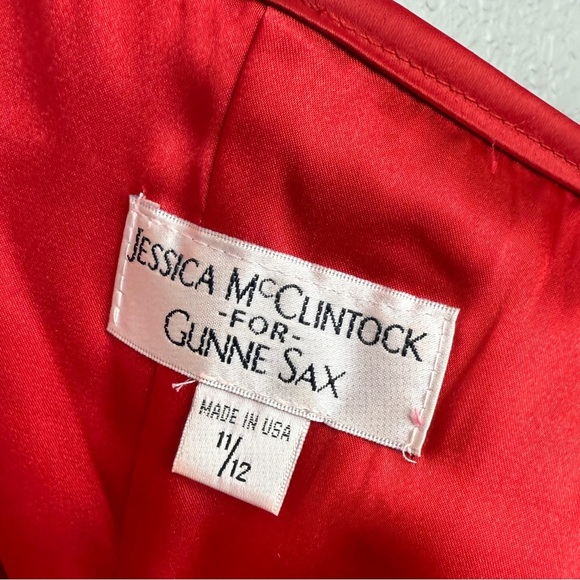 JESSICA McCLINTOCK
-FOR-
GUNNE SAX
MADE IN USA
11/12